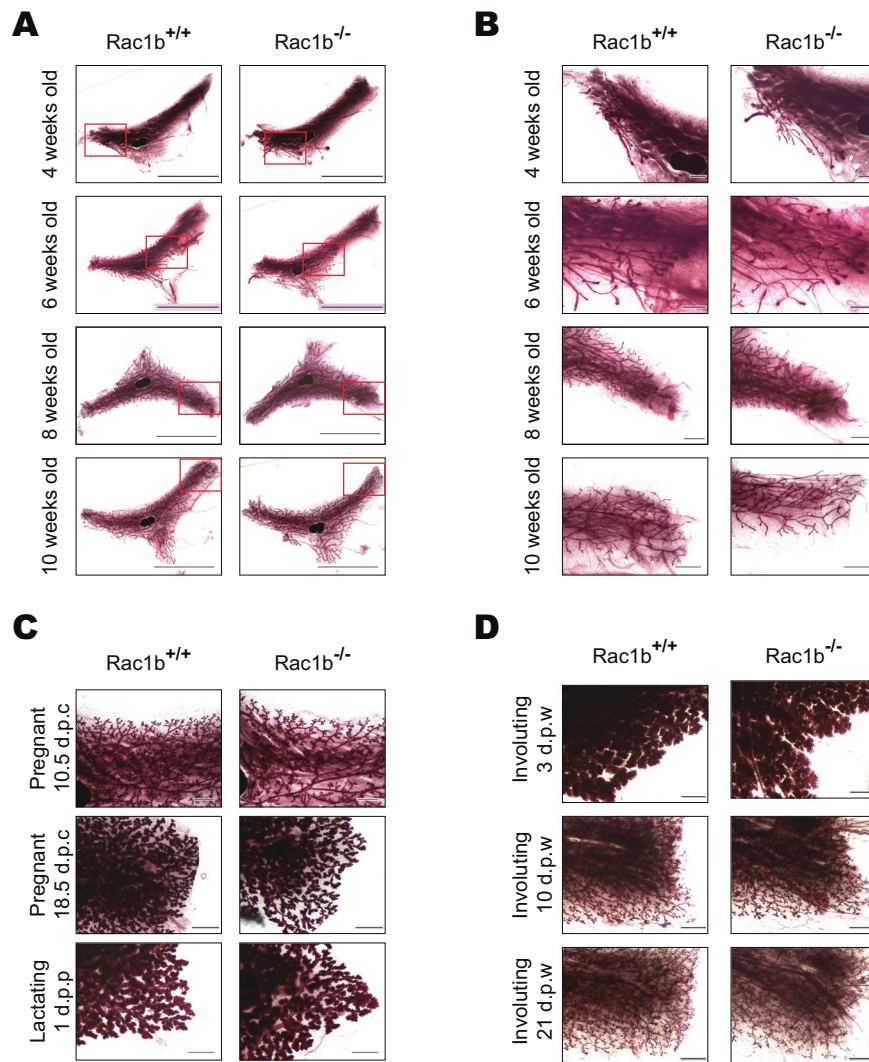 A
Rac1b+/+
Rac1b-/-
4 weeks old
6 weeks old
8 weeks old
10 weeks old
B
Rac1b+/+
Rac1b-/-
4 weeks old
6 weeks old
8 weeks old
10 weeks old
C
Rac1b+/+
Rac1b-/-
Pregnant
10.5 d.p.c
Pregnant
18.5 d.p.c
Lactating
1 d.p.p
D
Rac1b+/+
Rac1b-/-
Involuting
3 d.p.w
Involuting
10 d.p.w
Involuting
21 d.p.w